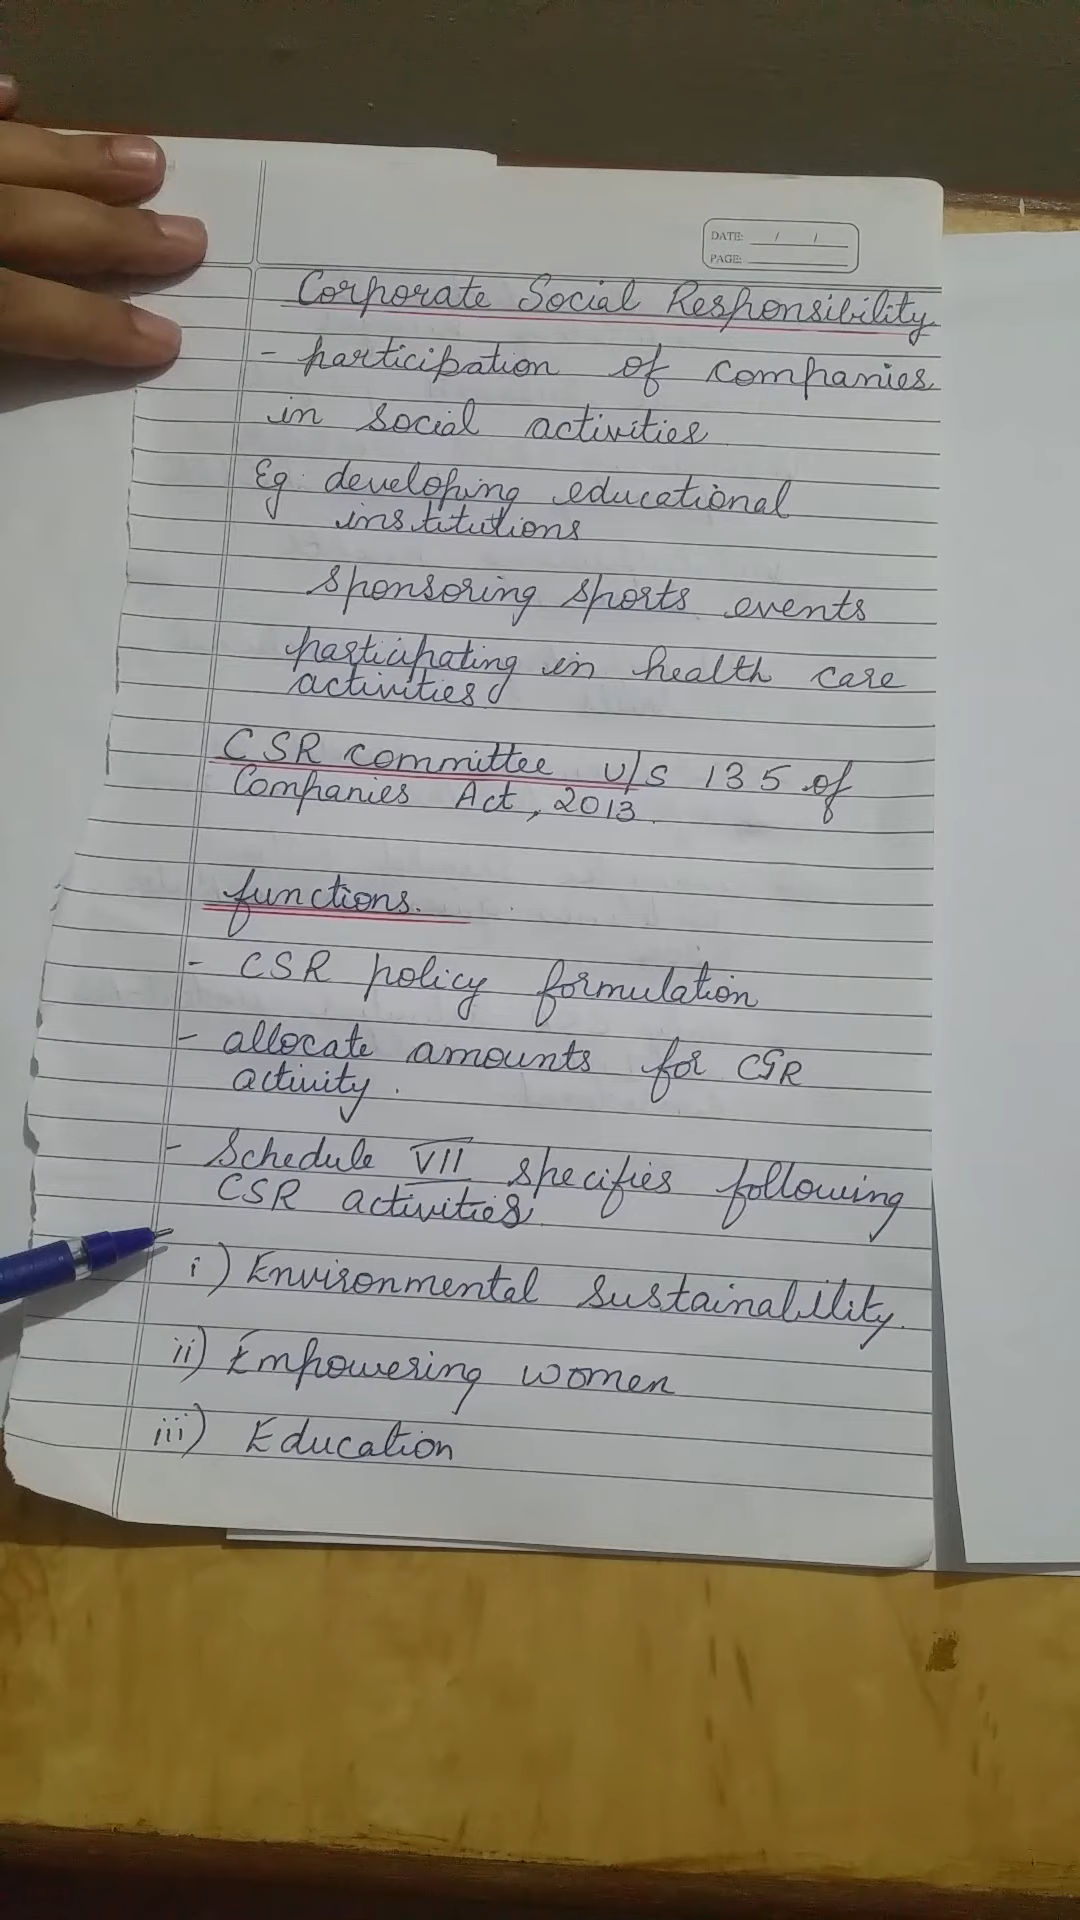 DATE: / /
PAGE:
Corporate Social Responsibility
- participation of companies
in social activities
Eg: developing educational
institutions
sponsoring sports events
participating in health care
activities
CSR committee u/s 135 of
Companies Act, 2013.
functions.
- CSR policy formulation
- allocate amounts for CSR
activity.
- Schedule VII specifies following
CSR activities
i) Environmental sustainability.
ii) Empowering women
iii) Education